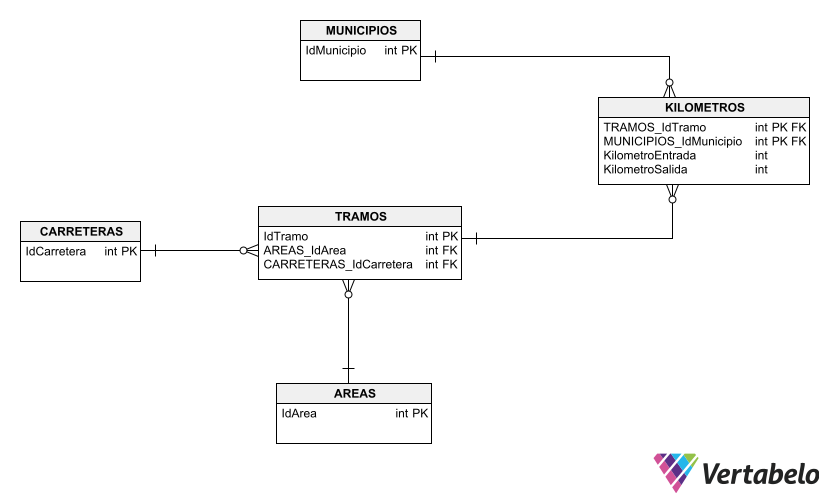 MUNICIPIOS
IdMunicipio int PK
KILOMETROS
TRAMOS_IdTramo int PK FK
MUNICIPIOS_IdMunicipio int PK FK
KilometroEntrada int
KilometroSalida int
TRAMOS
IdTramo int PK
AREAS_IdArea int FK
CARRETERAS_IdCarretera int FK
CARRETERAS
IdCarretera int PK
AREAS
IdArea int PK
Vertabelo